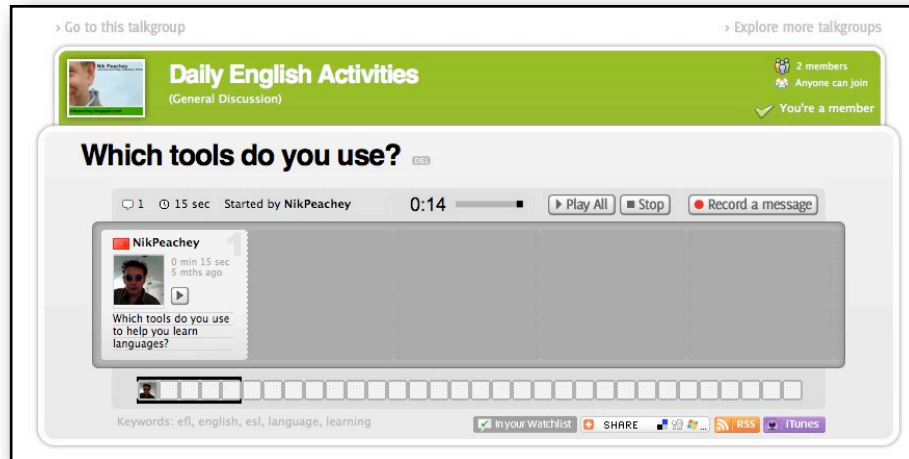 › Go to this talkgroup
› Explore more talkgroups
Nik Peachey
Daily English Activities
(General Discussion)
2 members
Anyone can join
You're a member
Which tools do you use? DEL
1 15 sec Started by NikPeachey 0:14 Play All Stop Record a message
NikPeachey 1
0 min 15 sec
5 mths ago
Which tools do you use
to help you learn
languages?
Keywords: efl, english, esl, language, learning
In your Watchlist SHARE ... RSS iTunes